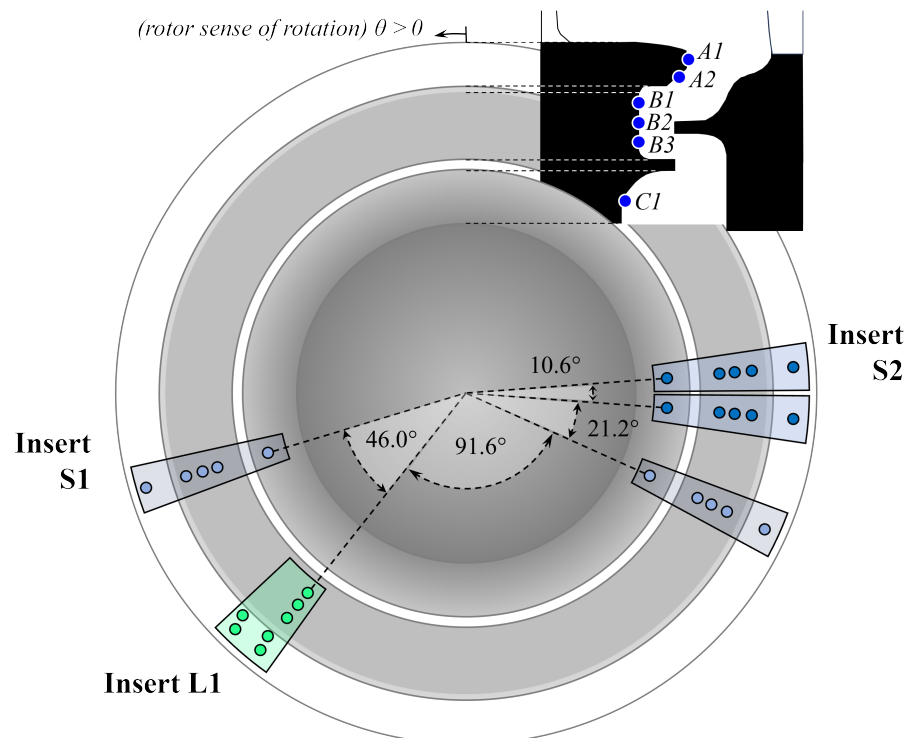 (rotor sense of rotation) θ > 0
A1
A2
B1
B2
B3
C1
Insert
S2
10.6°
21.2°
46.0°
91.6°
Insert
S1
Insert L1